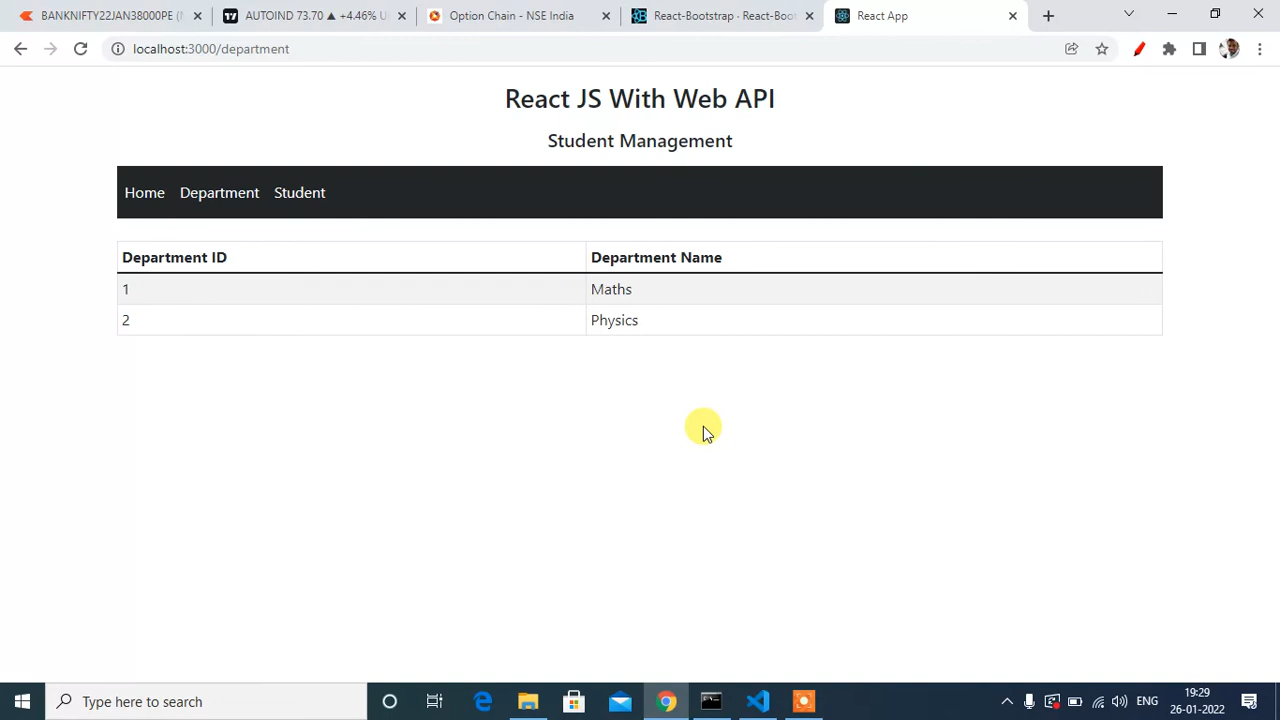 BANKNIFTY22JAN38000PE (
AUTOIND 73.70 ▲ +4.46% U
Option Chain - NSE India
React-Bootstrap · React-Boot
React App
localhost:3000/department
React JS With Web API
Student Management
Home Department Student
Department ID Department Name
1 Maths
2 Physics
Type here to search
ENG
19:29
26-01-2022